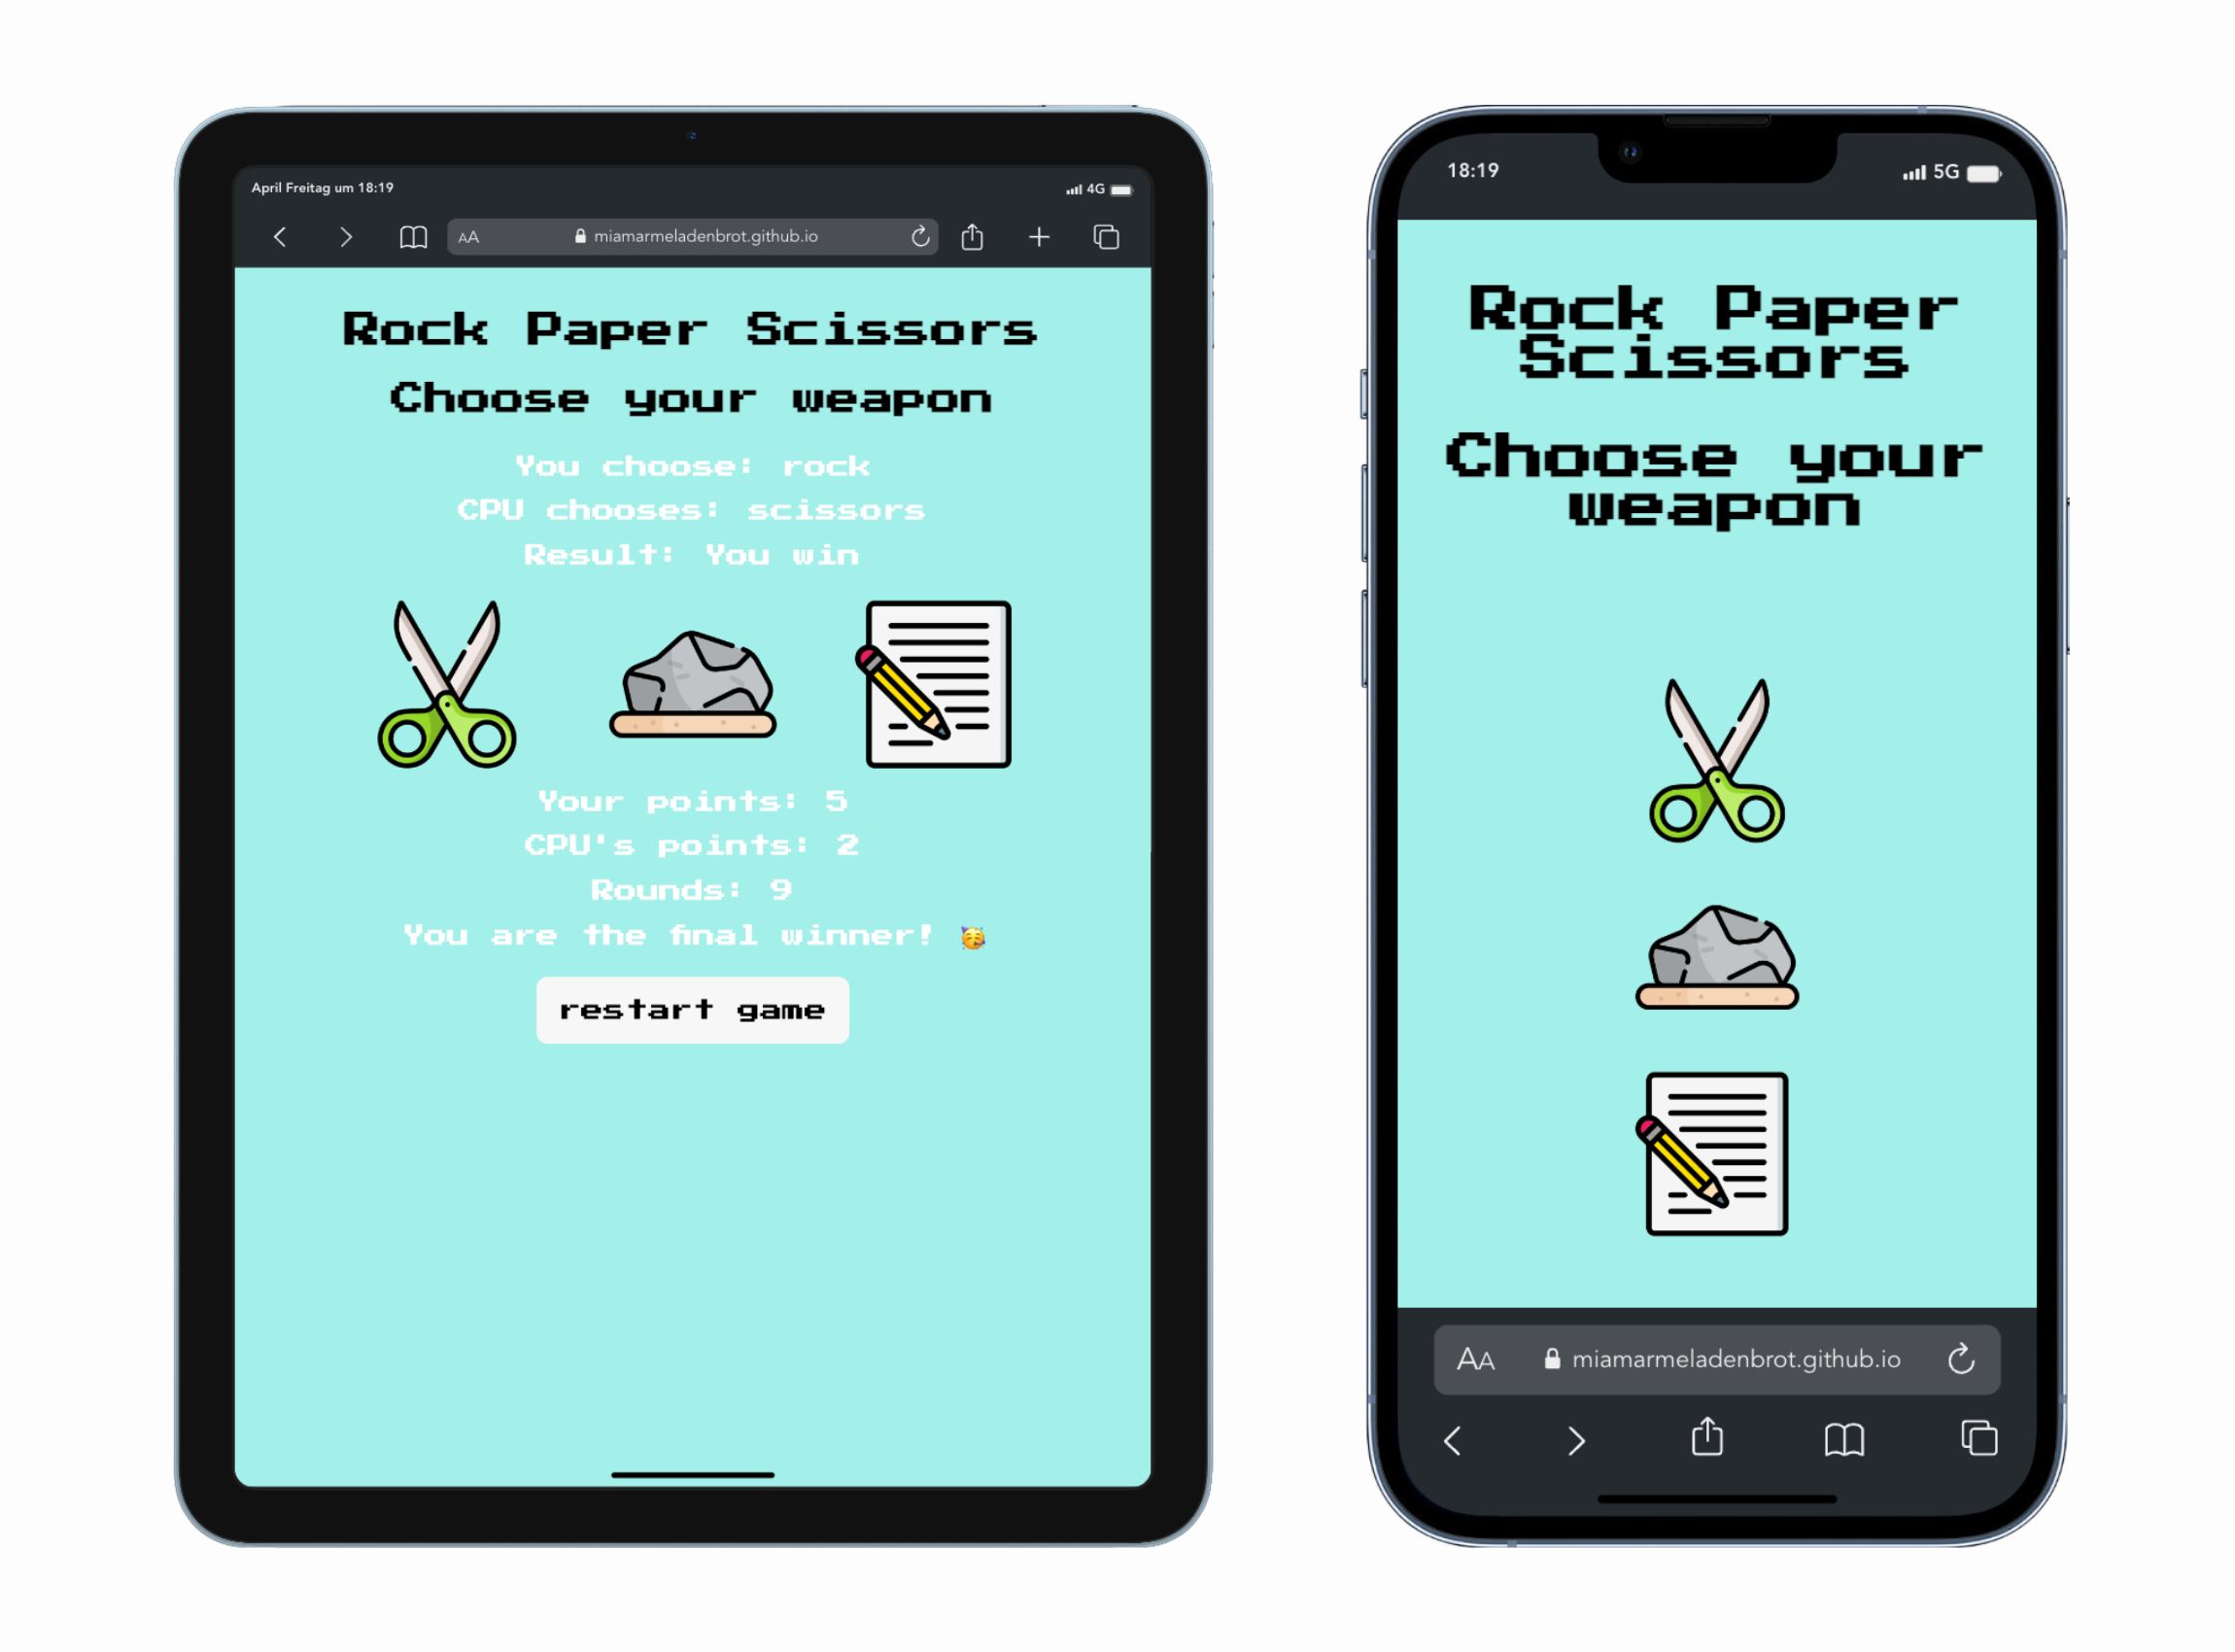 April Freitag um 18:19
4G
AA
miamarmeladenbrot.github.io
Rock Paper Scissors
Choose your weapon
You choose: rock
CPU chooses: scissors
Result: You win
Your points: 5
CPU's points: 2
Rounds: 9
You are the final winner! 🥳
restart game
18:19
5G
Rock Paper
Scissors
Choose your
weapon
AA
miamarmeladenbrot.github.io